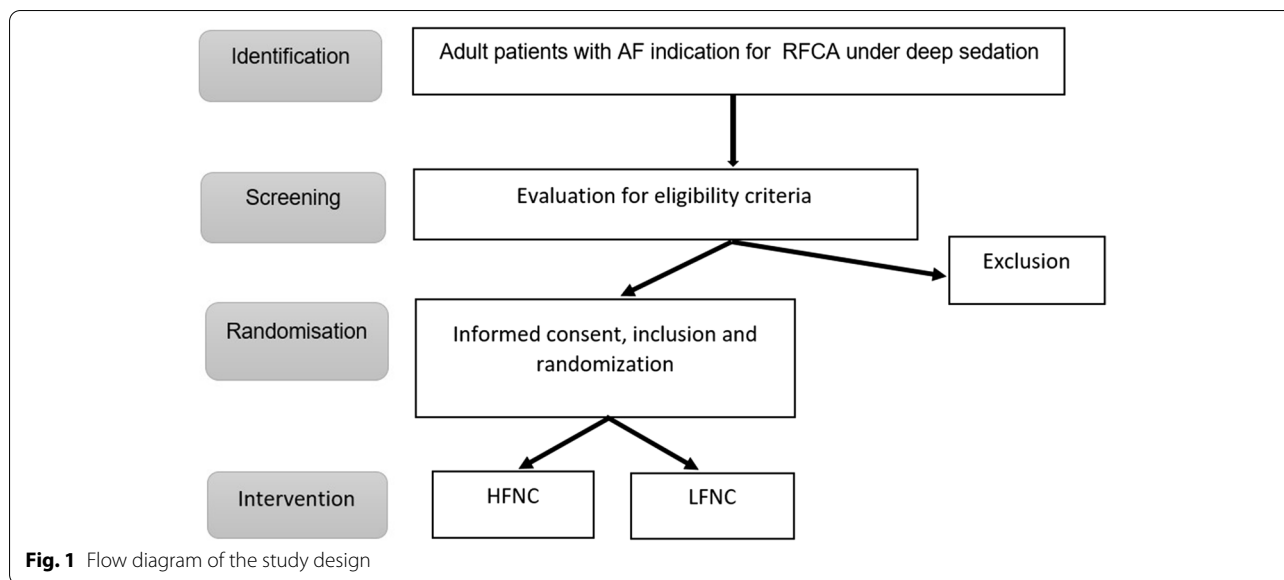 Identification
Adult patients with AF indication for RFCA under deep sedation
Screening
Evaluation for eligibility criteria
Exclusion
Randomisation
Informed consent, inclusion and
randomization
Intervention
HFNC
LFNC
Fig. 1 Flow diagram of the study design